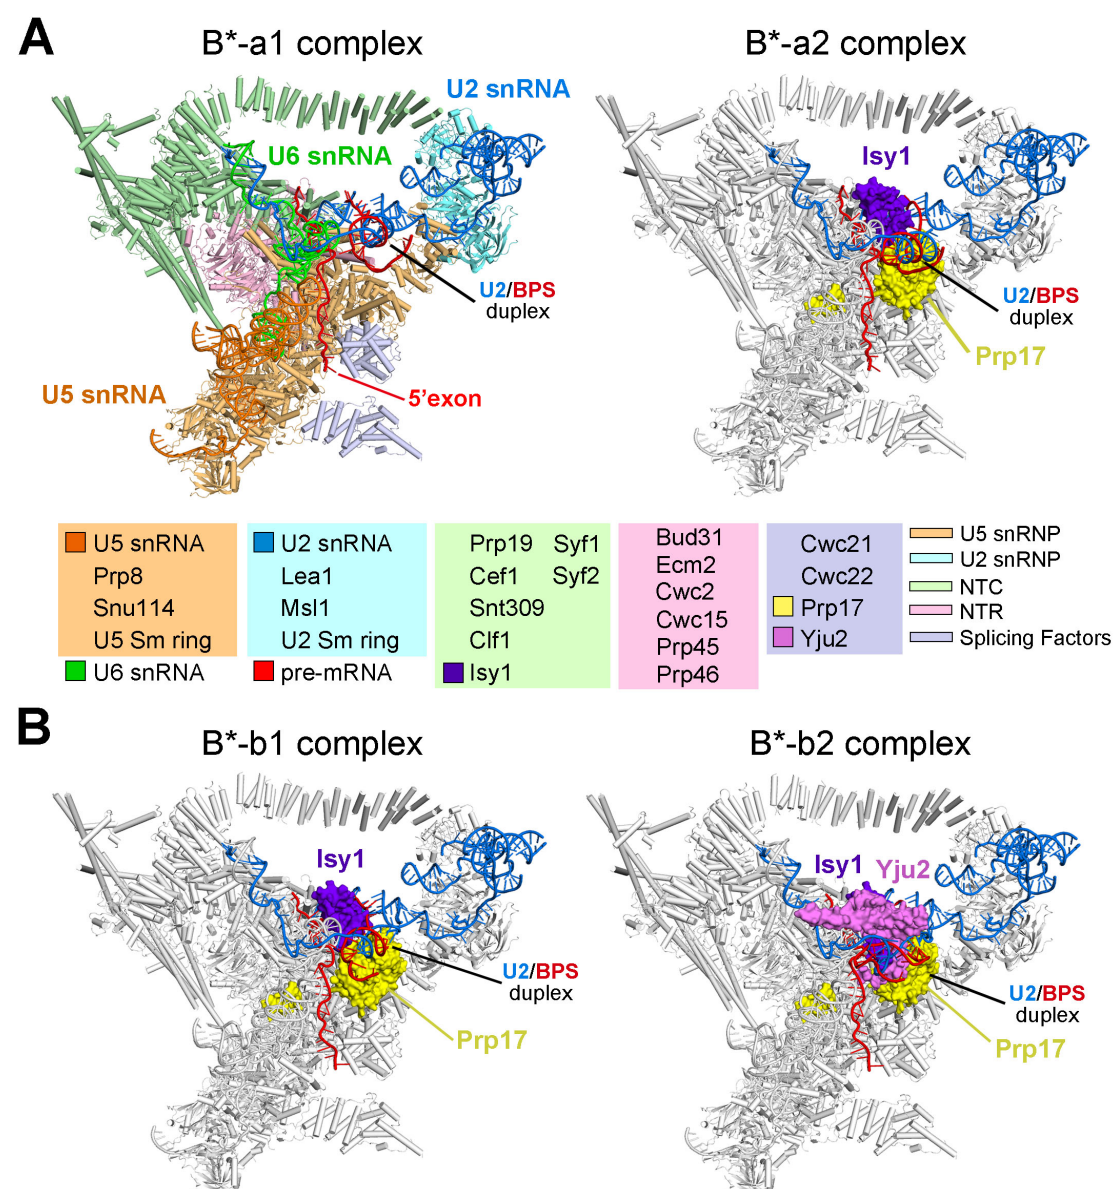 A
B*-a1 complex
B*-a2 complex
U2 snRNA
U6 snRNA
U2/BPS
duplex
U5 snRNA
5’exon
Isy1
U2/BPS
duplex
Prp17
U5 snRNA
Prp8
Snu114
U5 Sm ring
U6 snRNA
U2 snRNA
Lea1
Msl1
U2 Sm ring
pre-mRNA
Prp19 Syf1
Cef1 Syf2
Snt309
Clf1
Isy1
Bud31
Ecm2
Cwc2
Cwc15
Prp45
Prp46
Cwc21
Cwc22
Prp17
Yju2
U5 snRNP
U2 snRNP
NTC
NTR
Splicing Factors
B
B*-b1 complex
B*-b2 complex
Isy1
U2/BPS
duplex
Prp17
Isy1 Yju2
U2/BPS
duplex
Prp17